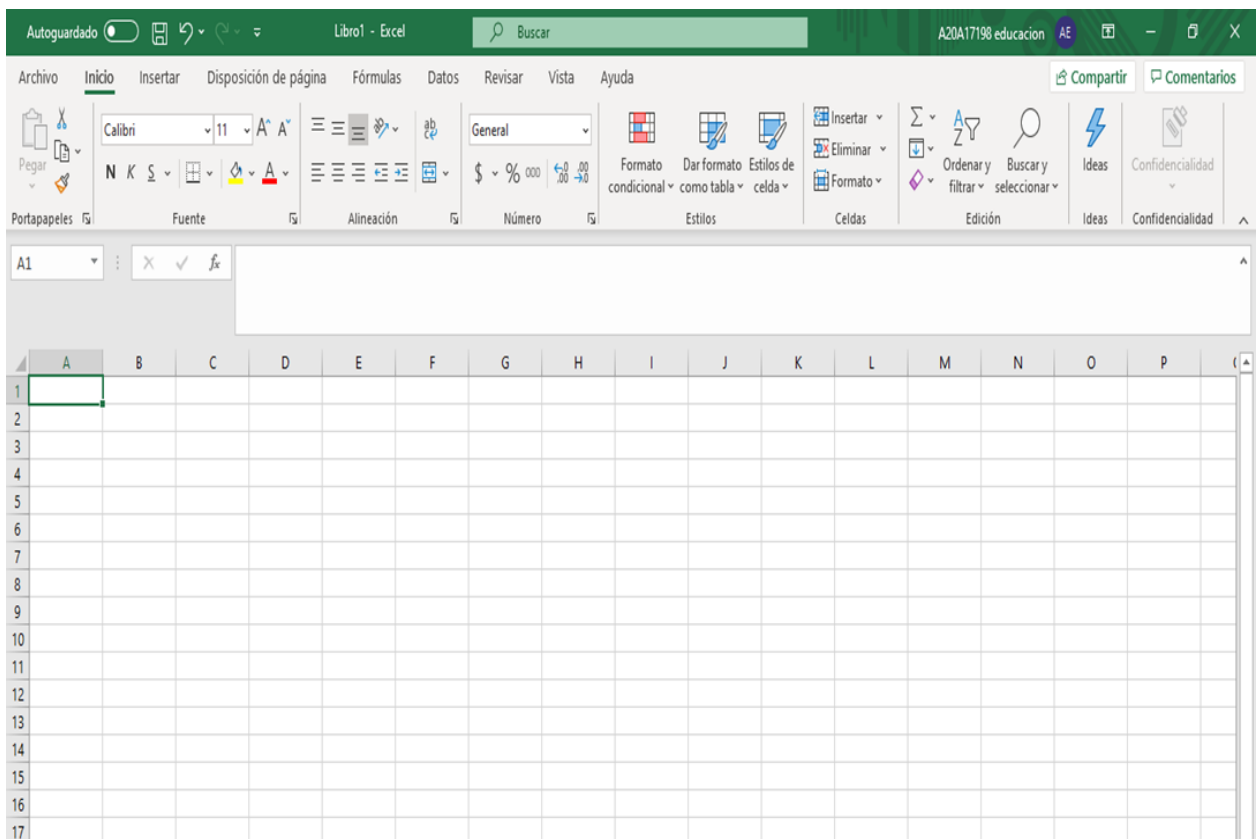 Autoguardado Libro1 - Excel Buscar A20A17198 educacion AE
Archivo Inicio Insertar Disposición de página Fórmulas Datos Revisar Vista Ayuda Compartir Comentarios
Pegar
Calibri 11 A A ab c General
N K S A $ % 000 ,00 ,00
Formato condicional
Dar formato como tabla
Estilos de celda
Insertar
Eliminar
Formato
Ordenar y filtrar
Buscar y seleccionar
Ideas
Confidencialidad
Portapapeles Fuente Alineación Número Estilos Celdas Edición Ideas Confidencialidad
A1 fx
A B C D E F G H I J K L M N O P
1
2
3
4
5
6
7
8
9
10
11
12
13
14
15
16
17